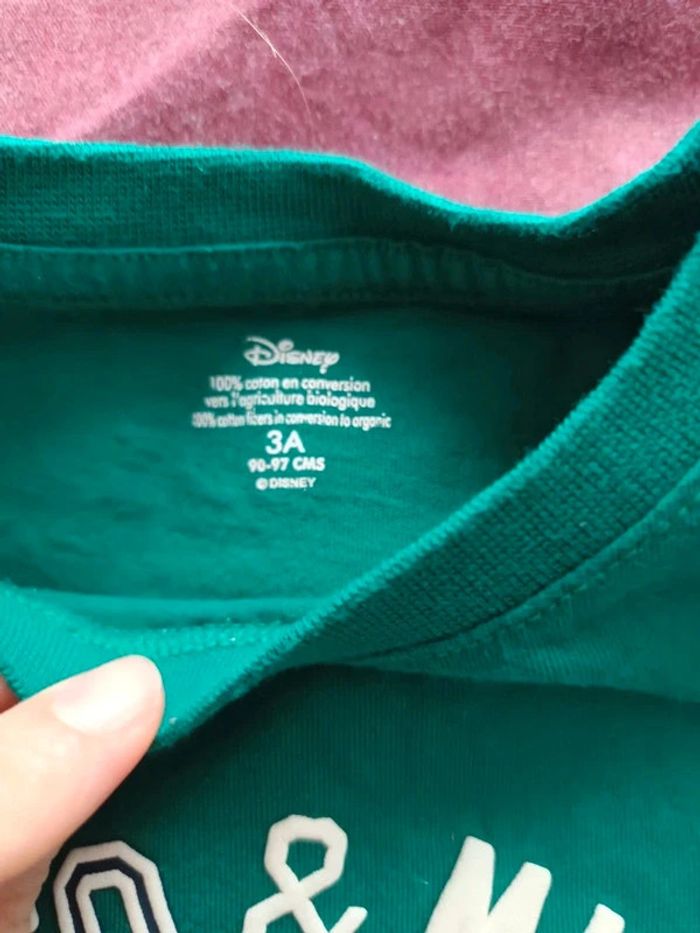 Disney
100% coton en conversion
vers l'agriculture biologique
100% cotton fibers in conversion to organic
3A
90-97 CMS
© DISNEY
& M